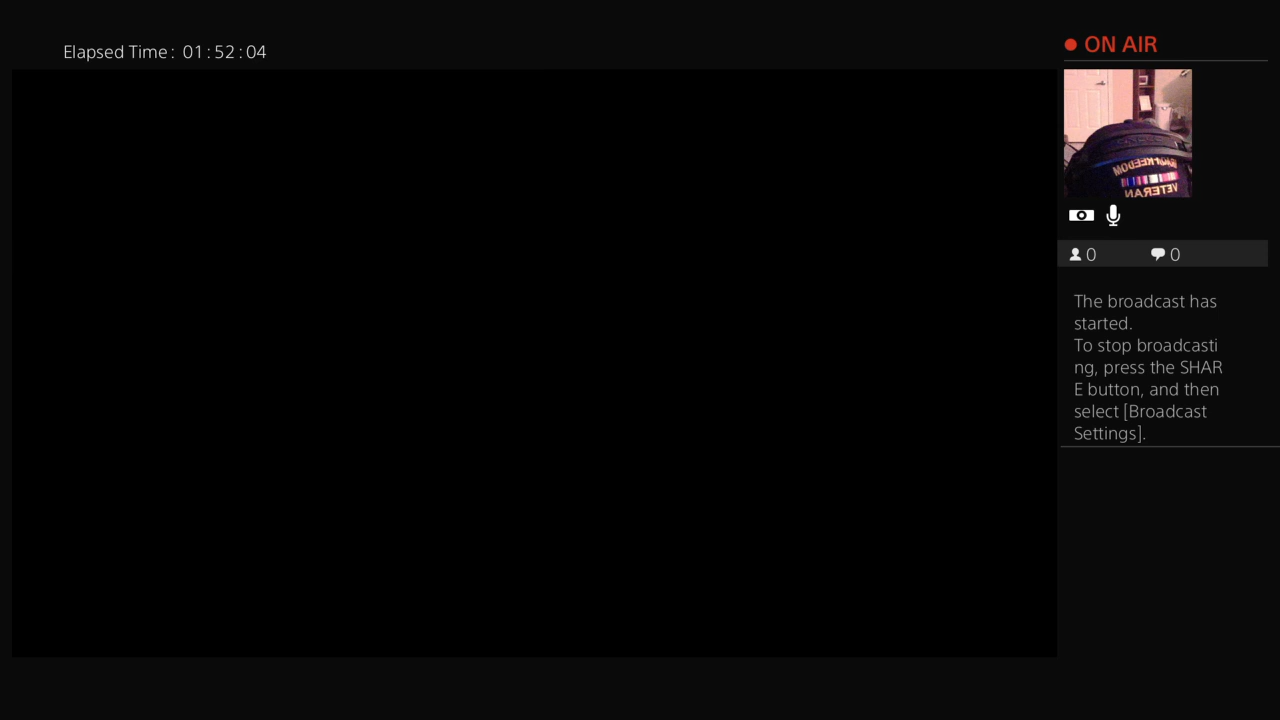 Elapsed Time: 01:52:04
ON AIR
FREEDOM
VETERAN
0 0
The broadcast has
started.
To stop broadcasti
ng, press the SHAR
E button, and then
select [Broadcast
Settings].